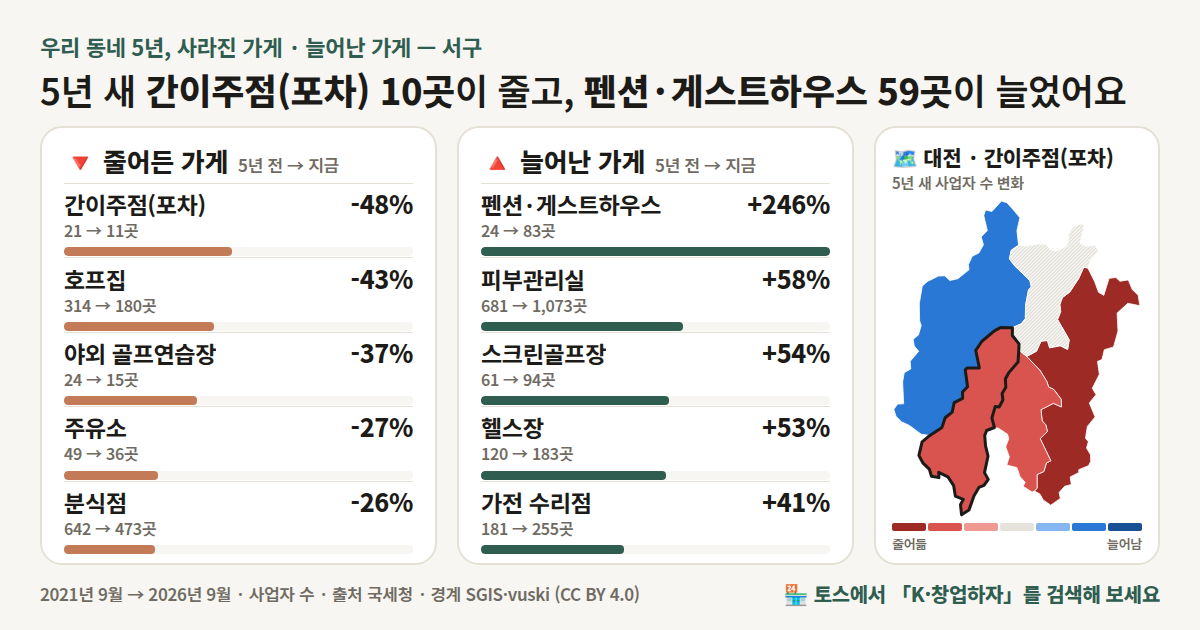 우리 동네 5년, 사라진 가게 · 늘어난 가게 — 서구
5년 새 간이주점(포차) 10곳이 줄고, 펜션·게스트하우스 59곳이 늘었어요
줄어든 가게 5년 전 → 지금
간이주점(포차) -48%
21 → 11곳
호프집 -43%
314 → 180곳
야외 골프연습장 -37%
24 → 15곳
주유소 -27%
49 → 36곳
분식점 -26%
642 → 473곳
늘어난 가게 5년 전 → 지금
펜션·게스트하우스 +246%
24 → 83곳
피부관리실 +58%
681 → 1,073곳
스크린골프장 +54%
61 → 94곳
헬스장 +53%
120 → 183곳
가전 수리점 +41%
181 → 255곳
대전 · 간이주점(포차)
5년 새 사업자 수 변화
줄어듦 늘어남
2021년 9월 → 2026년 9월 · 사업자 수 · 출처 국세청 · 경계 SGIS·vuski (CC BY 4.0)
토스에서 「K·창업하자」를 검색해 보세요